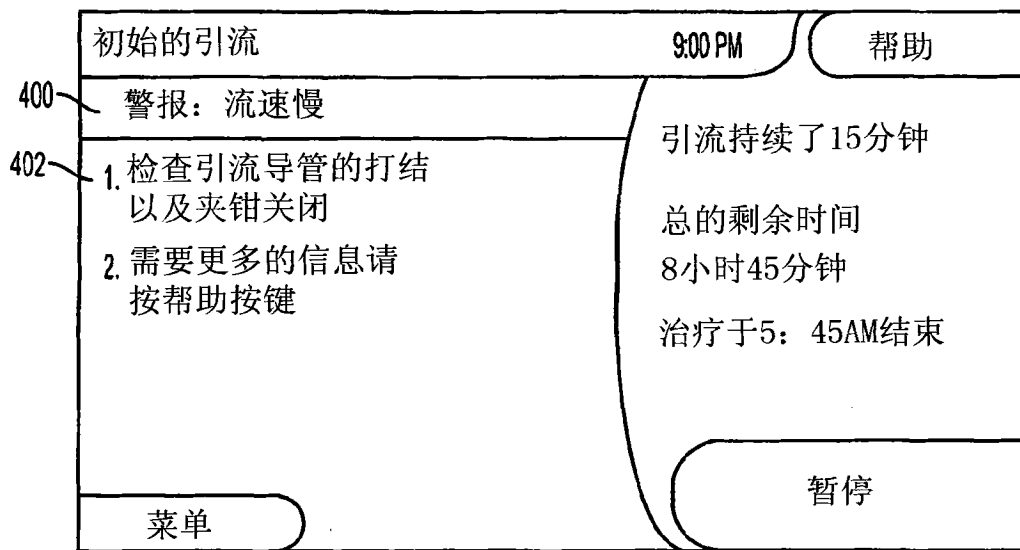 初始的引流 9:00 PM 帮助
400 警报：流速慢
402 1. 检查引流导管的打结
以及夹钳关闭
2. 需要更多的信息请
按帮助按键
引流持续了15分钟
总的剩余时间
8小时45分钟
治疗于5：45AM结束
暂停
菜单